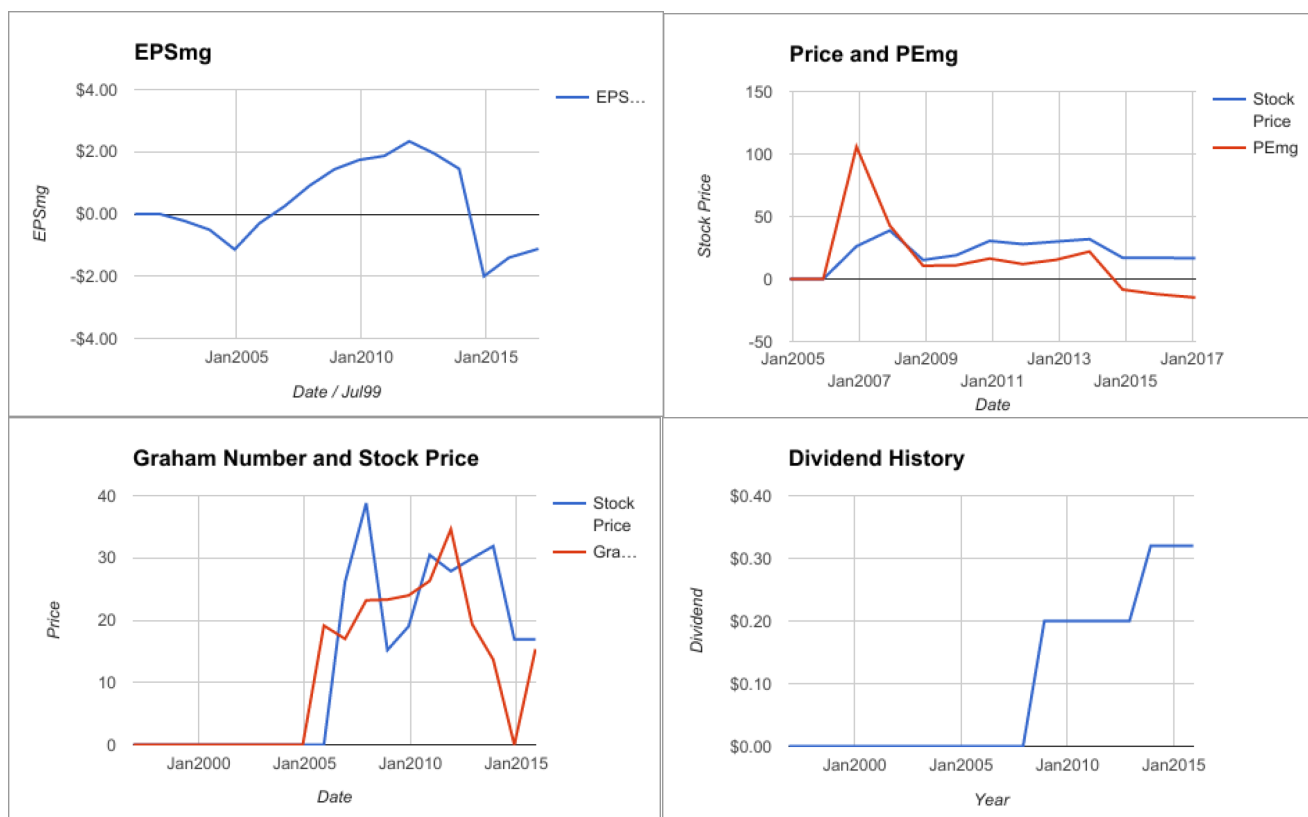 EPSmg
$4.00
$2.00
$0.00
-$2.00
-$4.00
EPSmg
EPS…
Jan2005
Jan2010
Jan2015
Date / Jul99
Price and PEmg
150
100
50
0
-50
Stock Price
Stock
Price
PEmg
Jan2005
Jan2009
Jan2013
Jan2017
Jan2007
Jan2011
Jan2015
Date
Graham Number and Stock Price
40
30
20
10
0
Price
Stock
Price
Gra…
Jan2000
Jan2005
Jan2010
Jan2015
Date
Dividend History
$0.40
$0.30
$0.20
$0.10
$0.00
Dividend
Jan2000
Jan2005
Jan2010
Jan2015
Year